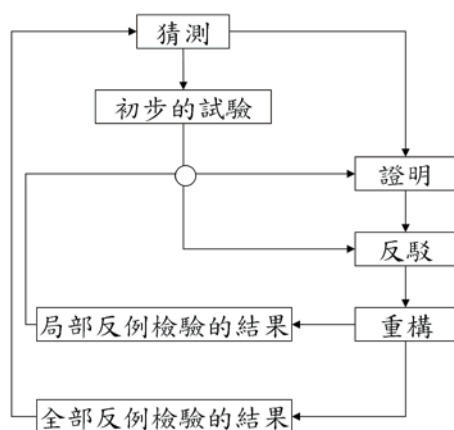 猜測
初步的試驗
證明
反駁
局部反例檢驗的結果
重構
全部反例檢驗的結果